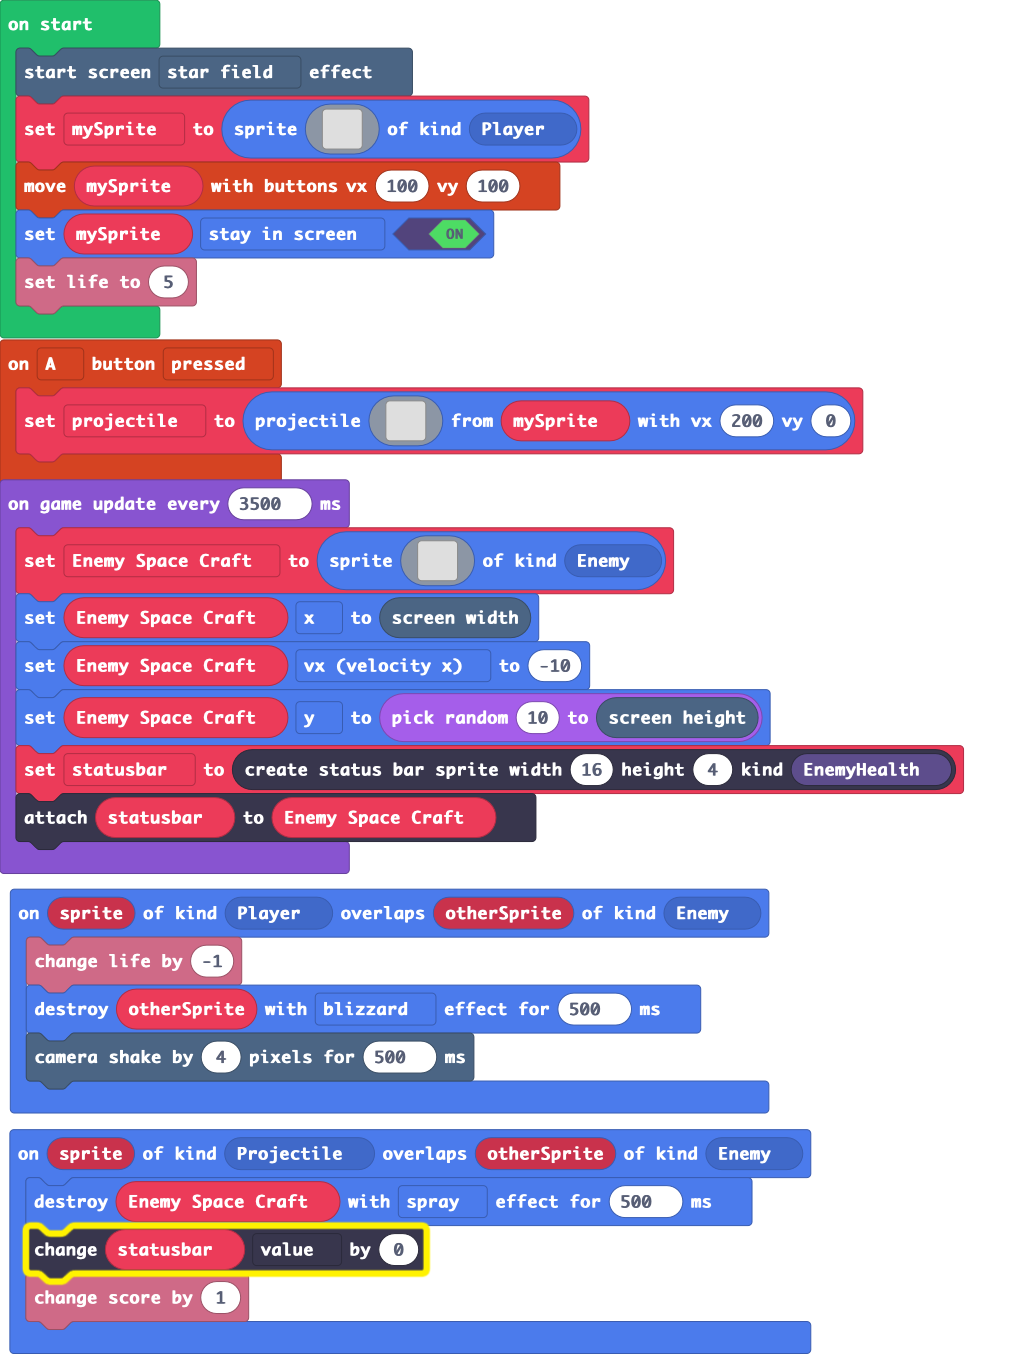 on start
start screen star field effect
set mySprite to sprite of kind Player
move mySprite with buttons vx 100 vy 100
set mySprite stay in screen ON
set life to 5
on A button pressed
set projectile to projectile from mySprite with vx 200 vy 0
on game update every 3500 ms
set Enemy Space Craft to sprite of kind Enemy
set Enemy Space Craft x to screen width
set Enemy Space Craft vx (velocity x) to -10
set Enemy Space Craft y to pick random 10 to screen height
set statusbar to create status bar sprite width 16 height 4 kind EnemyHealth
attach statusbar to Enemy Space Craft
on sprite of kind Player overlaps otherSprite of kind Enemy
change life by -1
destroy otherSprite with blizzard effect for 500 ms
camera shake by 4 pixels for 500 ms
on sprite of kind Projectile overlaps otherSprite of kind Enemy
destroy Enemy Space Craft with spray effect for 500 ms
change statusbar value by 0
change score by 1